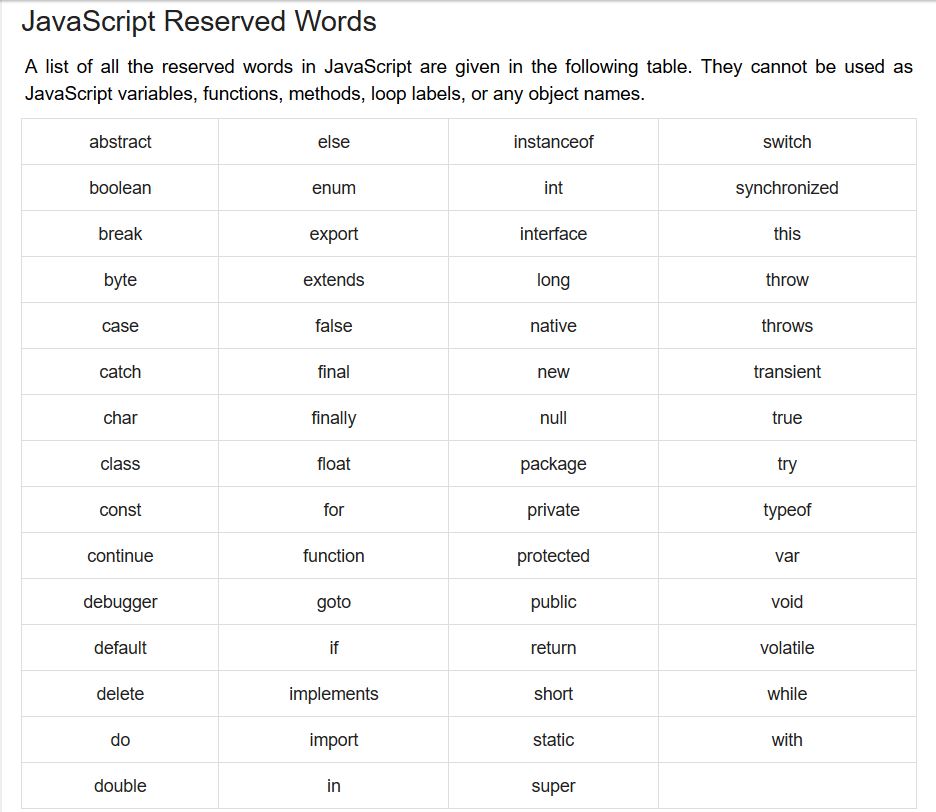 JavaScript Reserved Words
A list of all the reserved words in JavaScript are given in the following table. They cannot be used as
JavaScript variables, functions, methods, loop labels, or any object names.
abstract else instanceof switch
boolean enum int synchronized
break export interface this
byte extends long throw
case false native throws
catch final new transient
char finally null true
class float package try
const for private typeof
continue function protected var
debugger goto public void
default if return volatile
delete implements short while
do import static with
double in super